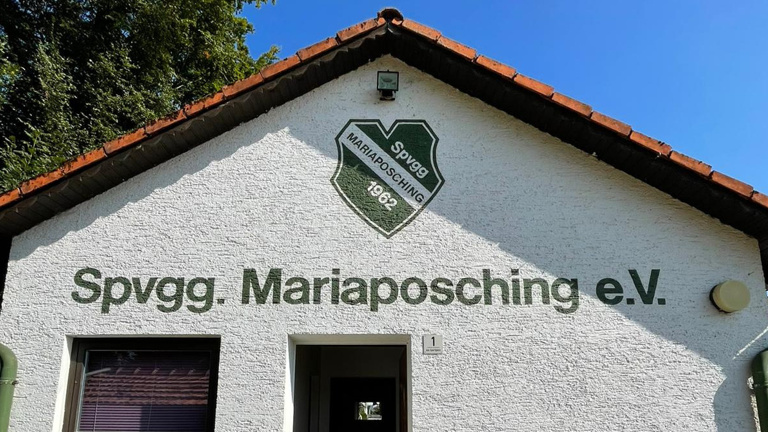 Spvgg
MARIAPOSCHING
1962
Spvgg. Mariaposching e.V.
1